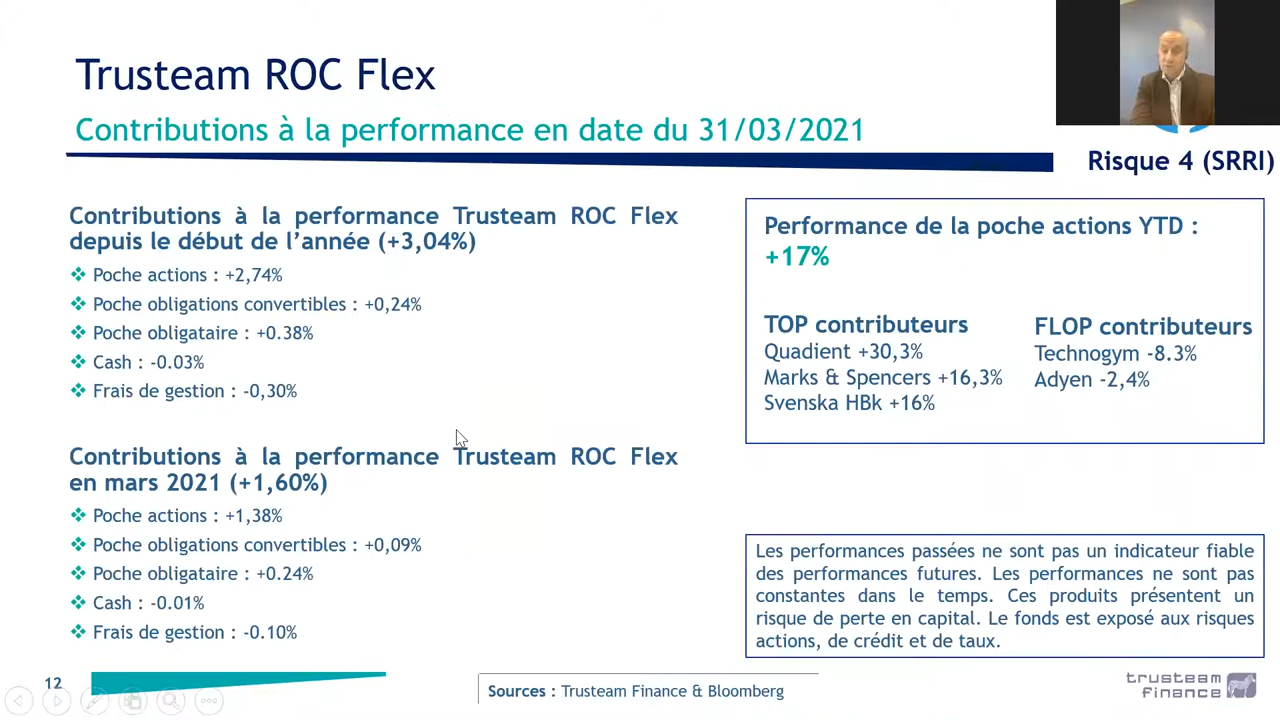 Trusteam ROC Flex
Contributions à la performance en date du 31/03/2021
Risque 4 (SRRI)
Contributions à la performance Trusteam ROC Flex
depuis le début de l’année (+3,04%)
Poche actions : +2,74%
Poche obligations convertibles : +0,24%
Poche obligataire : +0.38%
Cash : -0.03%
Frais de gestion : -0,30%
Contributions à la performance Trusteam ROC Flex
en mars 2021 (+1,60%)
Poche actions : +1,38%
Poche obligations convertibles : +0,09%
Poche obligataire : +0.24%
Cash : -0.01%
Frais de gestion : -0.10%
Performance de la poche actions YTD :
+17%
TOP contributeurs
Quadient +30,3%
Marks & Spencers +16,3%
Svenska HBk +16%
FLOP contributeurs
Technogym -8.3%
Adyen -2,4%
Les performances passées ne sont pas un indicateur fiable
des performances futures. Les performances ne sont pas
constantes dans le temps. Ces produits présentent un
risque de perte en capital. Le fonds est exposé aux risques
actions, de crédit et de taux.
12
Sources : Trusteam Finance & Bloomberg
trusteam
finance